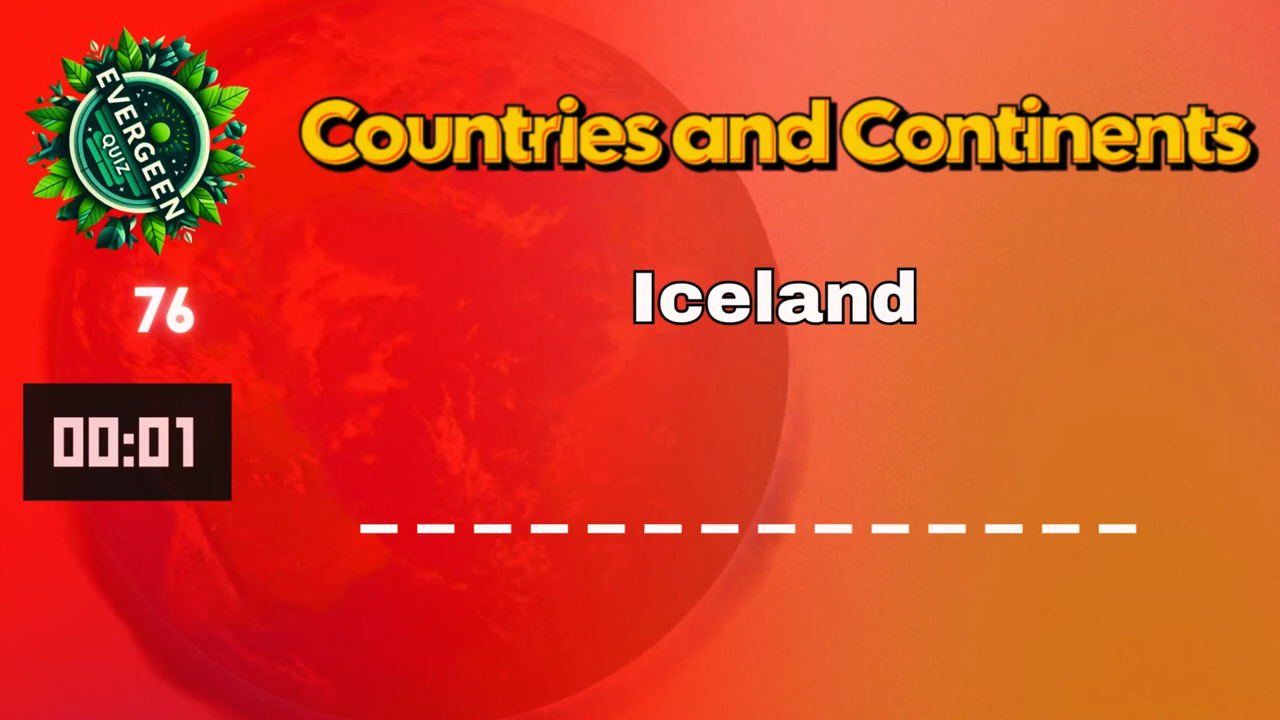 EVERGEEN
QUIZ
Countries and Continents
76
Iceland
00:01